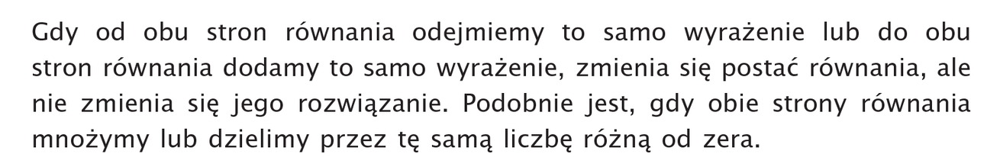 Gdy od obu stron równania odejmiemy to samo wyrażenie lub do obu
stron równania dodamy to samo wyrażenie, zmienia się postać równania, ale
nie zmienia się jego rozwiązanie. Podobnie jest, gdy obie strony równania
mnożymy lub dzielimy przez tę samą liczbę różną od zera.